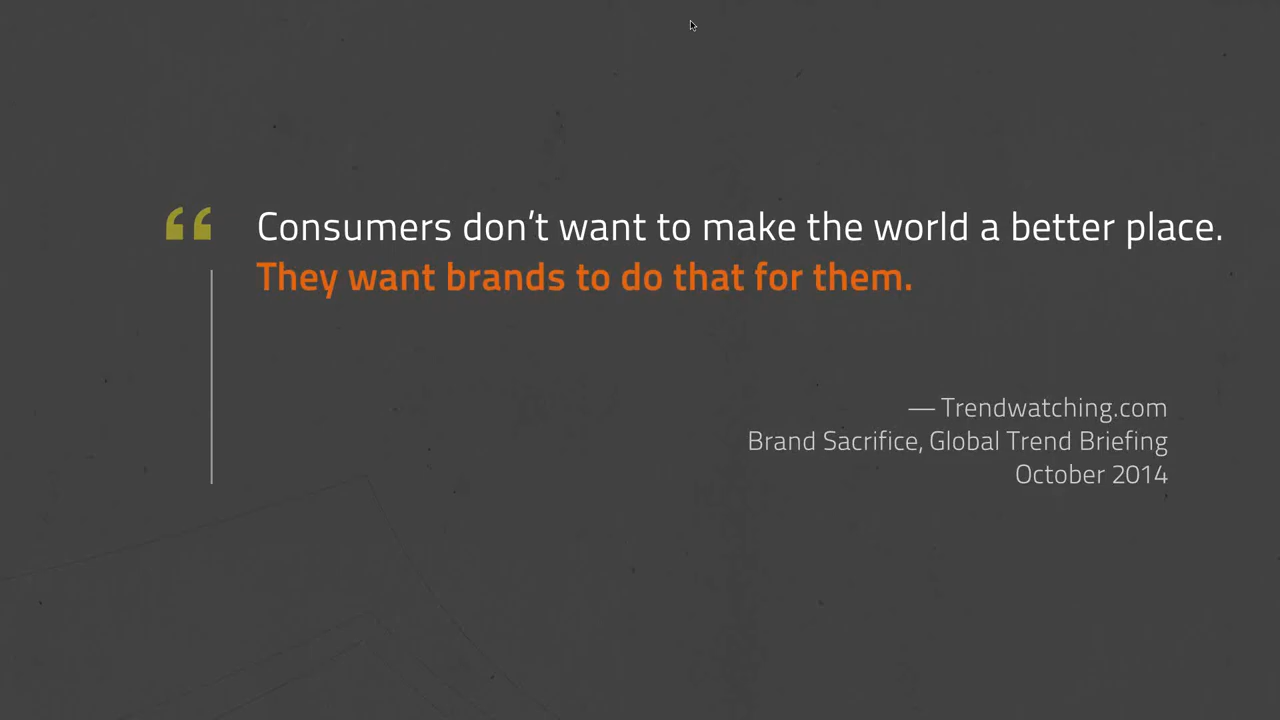 “ Consumers don’t want to make the world a better place.
They want brands to do that for them.
— Trendwatching.com
Brand Sacrifice, Global Trend Briefing
October 2014